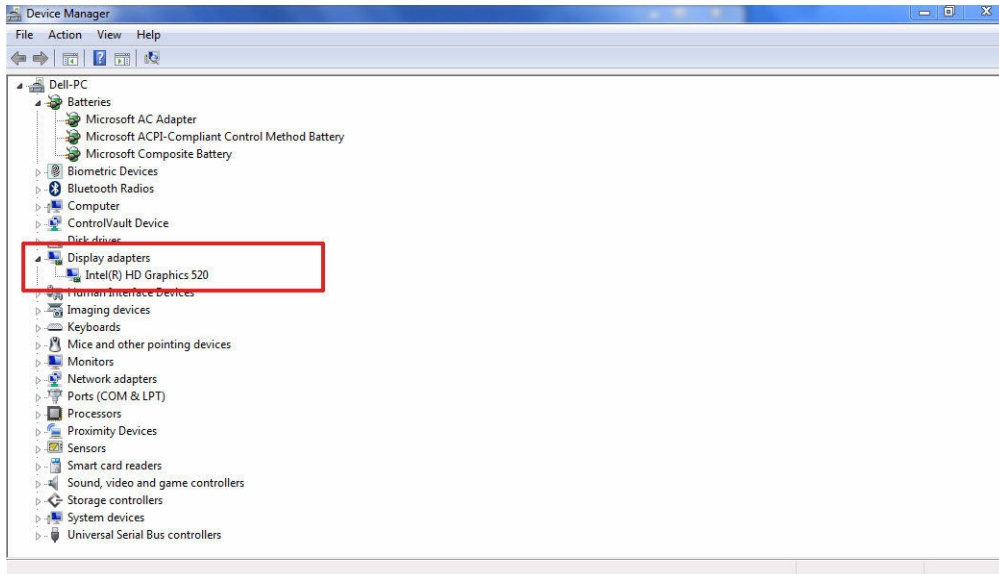 Device Manager
File Action View Help
Dell-PC
Batteries
Microsoft AC Adapter
Microsoft ACPI-Compliant Control Method Battery
Microsoft Composite Battery
Biometric Devices
Bluetooth Radios
Computer
ControlVault Device
Disk drives
Display adapters
Intel(R) HD Graphics 520
Human Interface Devices
Imaging devices
Keyboards
Mice and other pointing devices
Monitors
Network adapters
Ports (COM & LPT)
Processors
Proximity Devices
Sensors
Smart card readers
Sound, video and game controllers
Storage controllers
System devices
Universal Serial Bus controllers